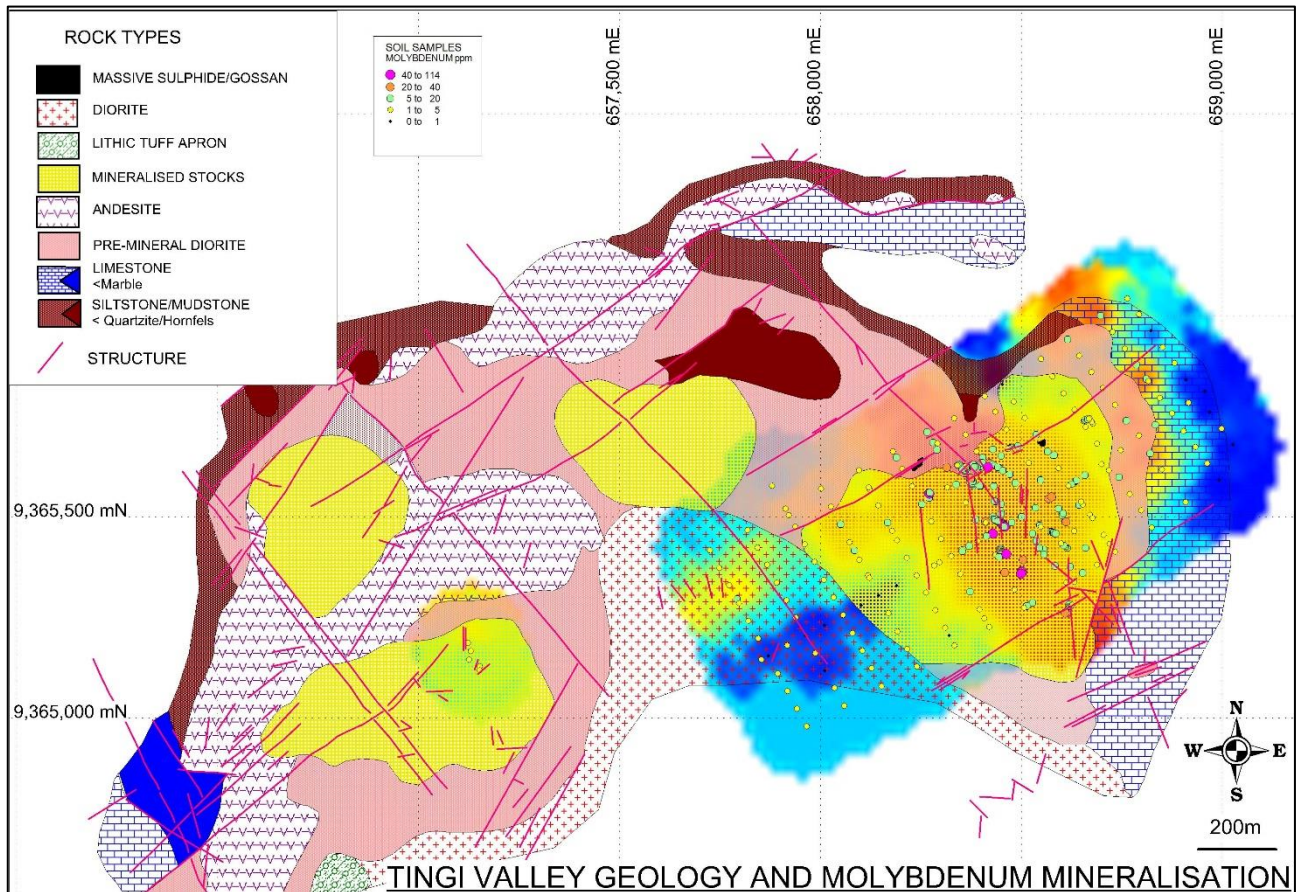 ROCK TYPES
MASSIVE SULPHIDE/GOSSAN
DIORITE
LITHIC TUFF APRON
MINERALISED STOCKS
ANDESITE
PRE-MINERAL DIORITE
LIMESTONE
<Marble
SILTSTONE/MUDSTONE
< Quartzite/Hornfels
STRUCTURE
SOIL SAMPLES
MOLYBDENUM ppm
40 to 114
20 to 40
5 to 20
1 to 5
0 to 1
657,500 mE
658,000 mE
659,000 mE
9,365,500 mN
9,365,000 mN
N
W E
S
200m
TINGI VALLEY GEOLOGY AND MOLYBDENUM MINERALISATION